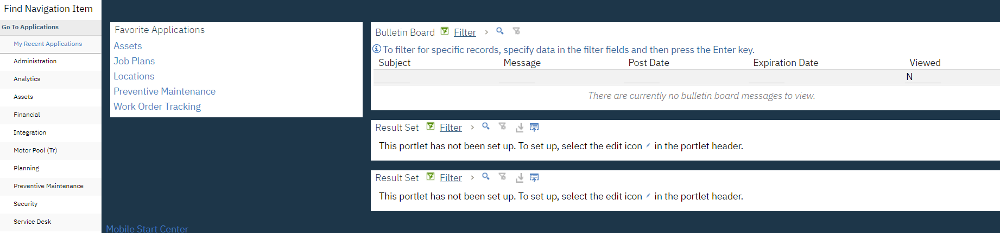 Find Navigation Item
Go To Applications
My Recent Applications
Administration
Analytics
Assets
Financial
Integration
Motor Pool (Tr)
Planning
Preventive Maintenance
Security
Service Desk
Favorite Applications
Assets
Job Plans
Locations
Preventive Maintenance
Work Order Tracking
Mobile Start Center
Bulletin Board Filter
To filter for specific records, specify data in the filter fields and then press the Enter key.
Subject Message Post Date Expiration Date Viewed
N
There are currently no bulletin board messages to view.
Result Set Filter
This portlet has not been set up. To set up, select the edit icon in the portlet header.
Result Set Filter
This portlet has not been set up. To set up, select the edit icon in the portlet header.